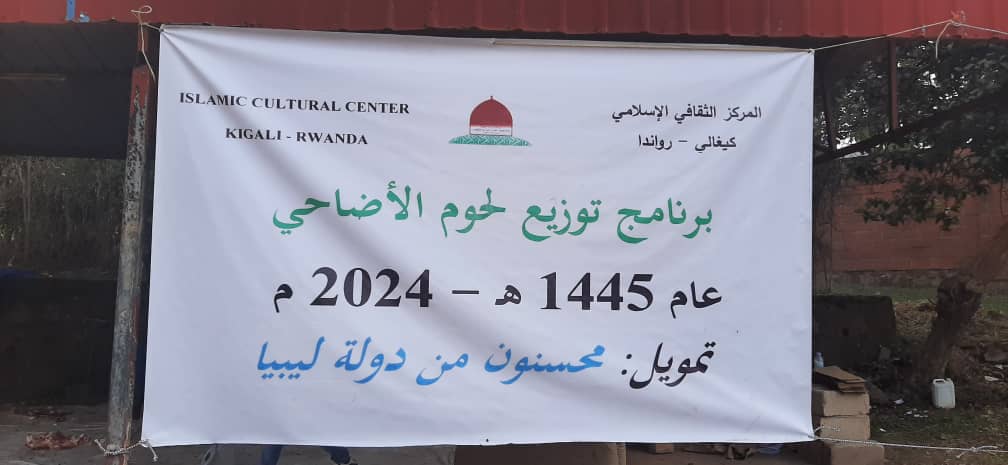 ISLAMIC CULTURAL CENTER
KIGALI - RWANDA
المركز الثقافي الإسلامي
كيغالي - رواندا
برنامج توزيع لحوم الأضاحي
عام 1445 هـ - 2024 م
تمويل: محسنون من دولة ليبيا